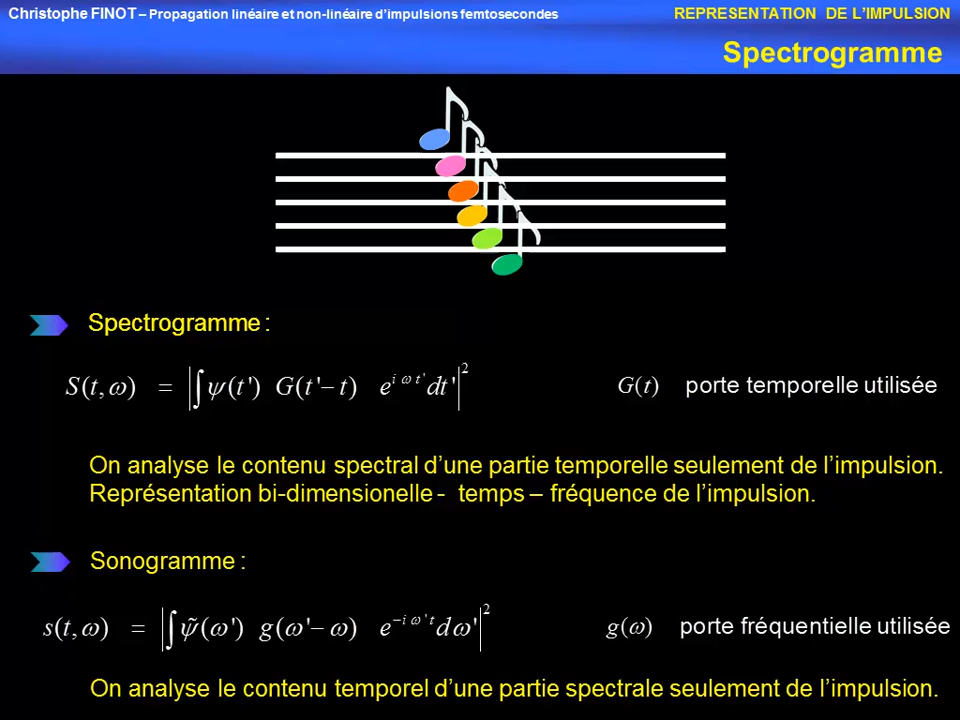 Christophe FINOT – Propagation linéaire et non-linéaire d'impulsions femtosecondes REPRESENTATION DE L'IMPULSION
Spectrogramme
Spectrogramme :
S(t, ω) = |∫ψ(t') G(t'− t) e^{i ω t'} dt'|² G(t) porte temporelle utilisée
On analyse le contenu spectral d'une partie temporelle seulement de l'impulsion.
Représentation bi-dimensionelle - temps – fréquence de l'impulsion.
Sonogramme :
s(t, ω) = |∫ψ̃(ω') g(ω'− ω) e^{−i ω' t} dω'|² g(ω) porte fréquentielle utilisée
On analyse le contenu temporel d'une partie spectrale seulement de l'impulsion.